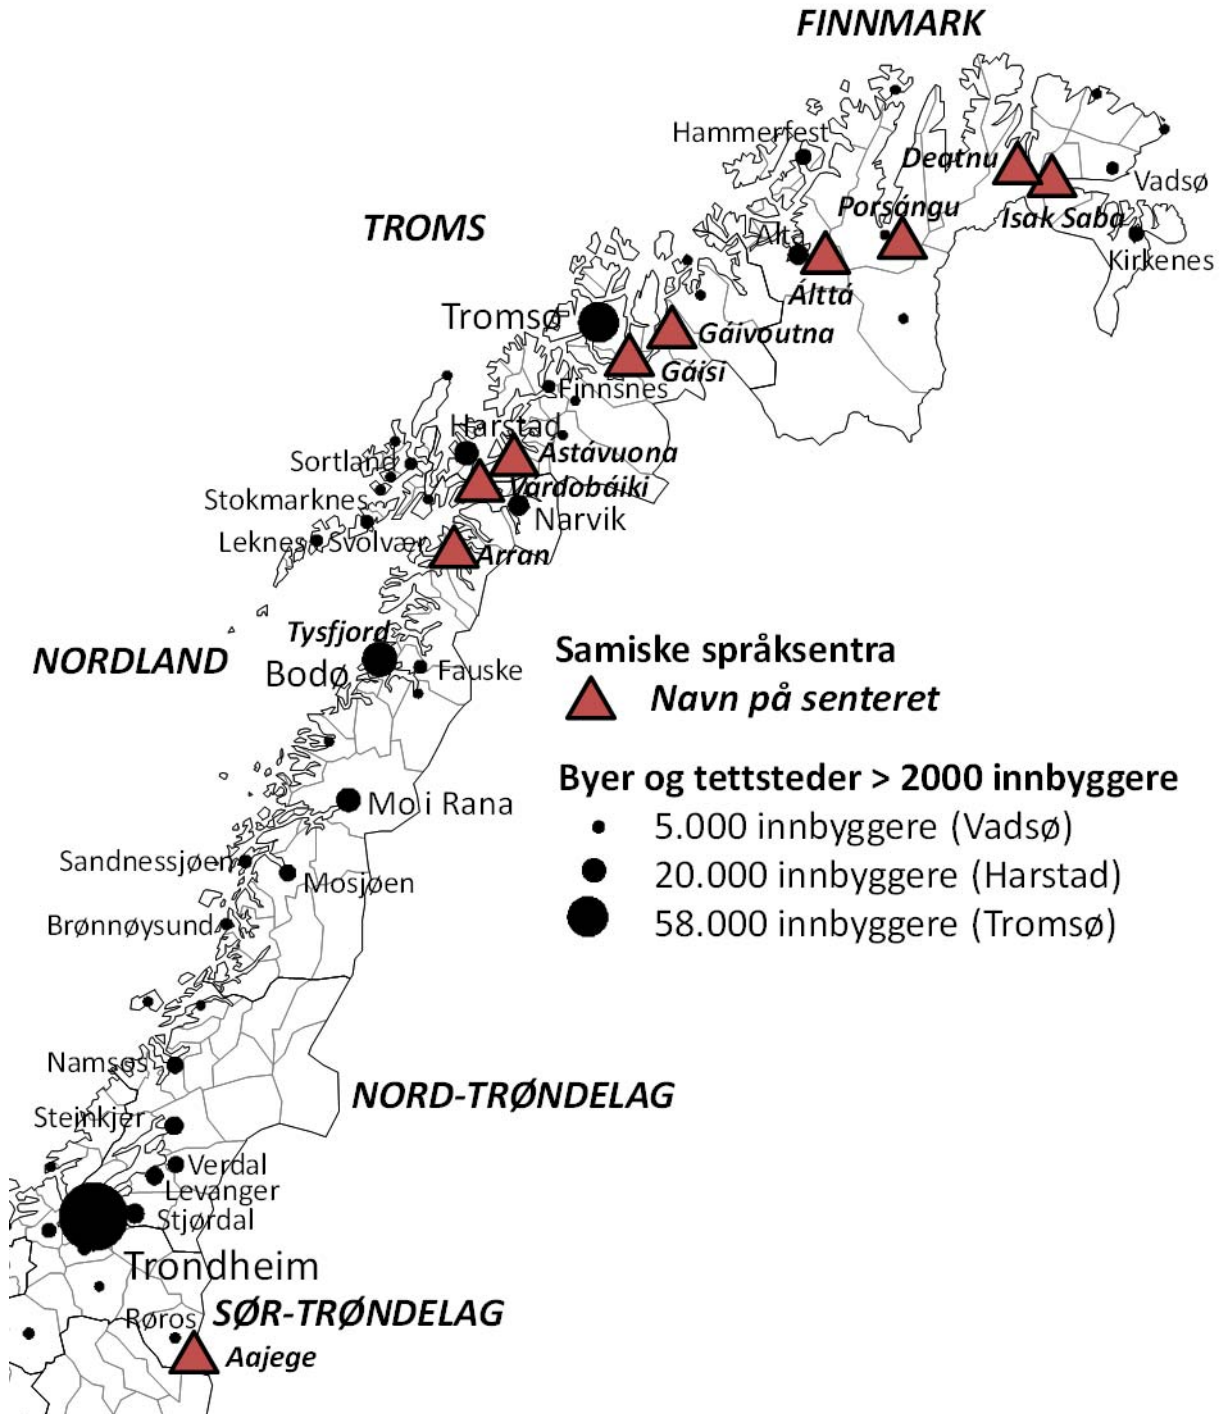 FINNMARK
Hammerfest
Deatnu
Vadsø
Porsángu
Isak Saba
TROMS
Alta
Kirkenes
Álttá
Tromsø
Gáivoutna
Gáisi
Finnsnes
Harstad
Ástávuona
Sortland
Várdobáiki
Stokmarknes
Narvik
Leknes
Svolvær
Arran
Tysfjord
NORDLAND
Bodø
Fauske
Samiske språksentra
Navn på senteret
Byer og tettsteder > 2000 innbyggere
5.000 innbyggere (Vadsø)
20.000 innbyggere (Harstad)
58.000 innbyggere (Tromsø)
Mo i Rana
Sandnessjøen
Mosjøen
Brønnøysund
Namsos
NORD-TRØNDELAG
Steinkjer
Verdal
Levanger
Stjørdal
Trondheim
SØR-TRØNDELAG
Røros
Aajege